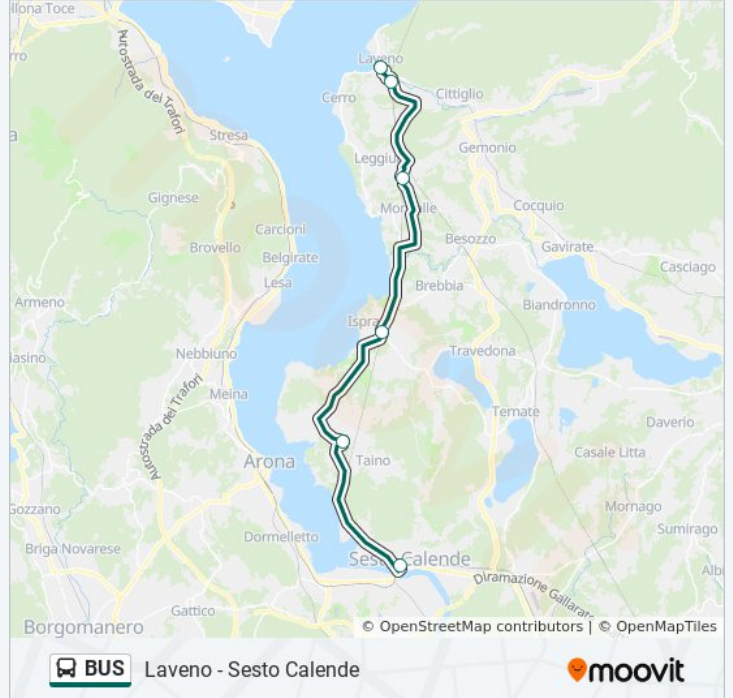 llona Toce
Laveno
Autostrada dei Trafori
Cittiglio
Cerro
Stresa
Gemonio
Leggiu
Gignese
Cocquio
Carcioni
Besozzo
Brovello
Belgirate
Gavirate
Casciago
Lesa
Brebbia
Armeno
Biandronno
Ispra
Nebbiuno
Travedona
iasino
Meina
Ternate
Autostrada dei Trafori
Daverio
Arona
Taino
Casale Litta
Gozzano
Mornago
Dormelletto
Sumirago
Briga Novarese
Sesto Calende
Albi
Diramazione Gallarate
Gattico
Borgomanero
© OpenStreetMap contributors | © OpenMapTiles
BUS Laveno - Sesto Calende
moovit